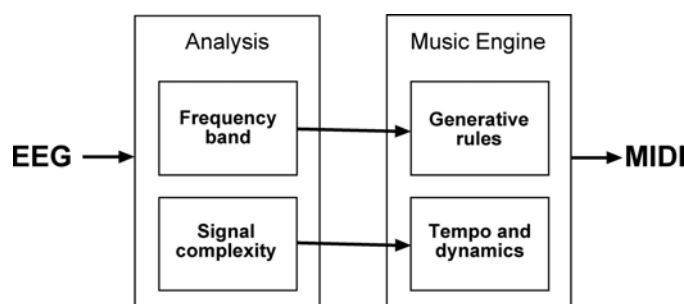 Analysis
Music Engine
EEG
Frequency
band
Generative
rules
MIDI
Signal
complexity
Tempo and
dynamics